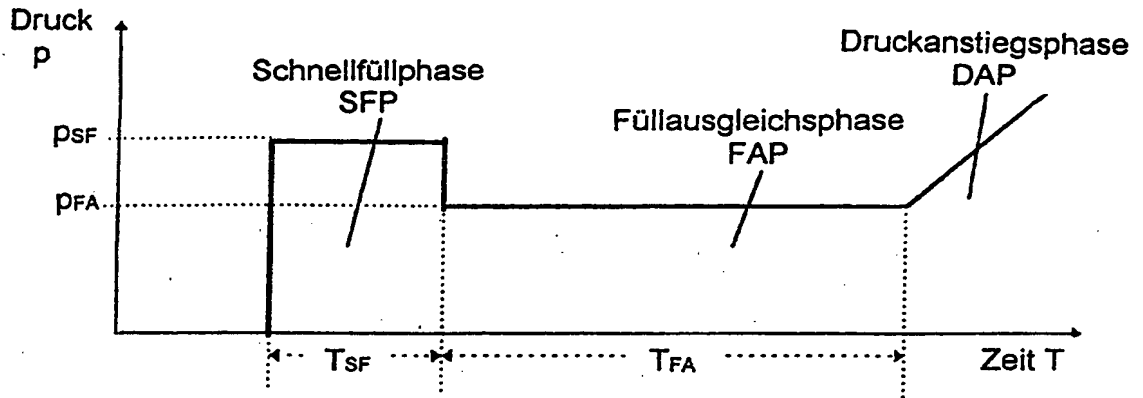 Druck
p
Schnellfüllphase
SFP
Druckanstiegsphase
DAP
Füllausgleichsphase
FAP
pSF
pFA
TSF
TFA
Zeit T